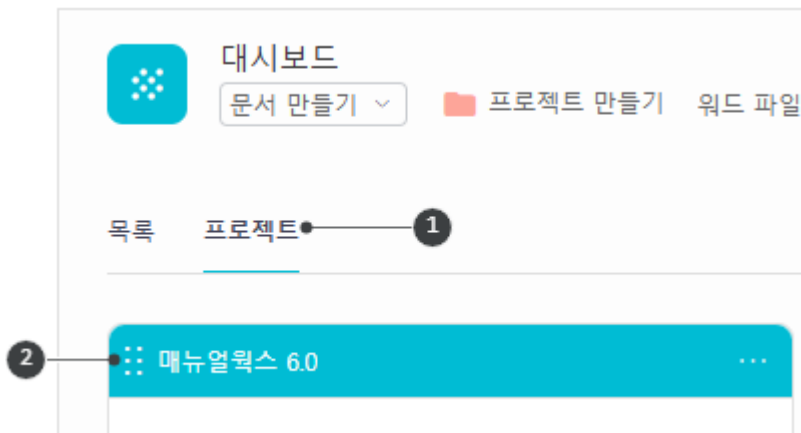 대시보드
문서 만들기
프로젝트 만들기 워드 파일
목록 프로젝트 1
2 매뉴얼웍스 6.0